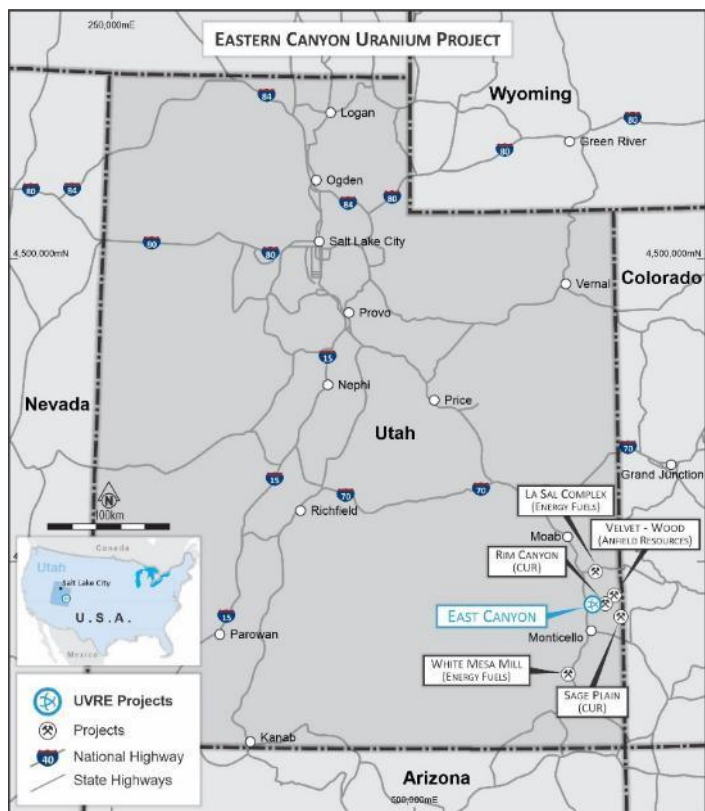 250,000mE
EASTERN CANYON URANIUM PROJECT
Wyoming
84
Logan
80
80
Green River
Ogden
80
84
84
80
80
Salt Lake City
80
4,500,000mN
4,500,000mN
Vernal
Colorado
Provo
15
Nephi
Price
Nevada
Utah
70
15
Grand Junction
70
70
LA SAL COMPLEX
(ENERGY FUELS)
Richfield
N
100km
Moab
VELVET - WOOD
(ANFIELD RESOURCES)
RIM CANYON
(CUR)
Canada
Utah
Salt Lake City
U.S.A.
Mexico
EAST CANYON
15
Parowan
Monticello
WHITE MESA MILL
(ENERGY FUELS)
SAGE PLAIN
(CUR)
UVRE Projects
Projects
40
National Highway
State Highways
Kanab
Arizona
500,000mE